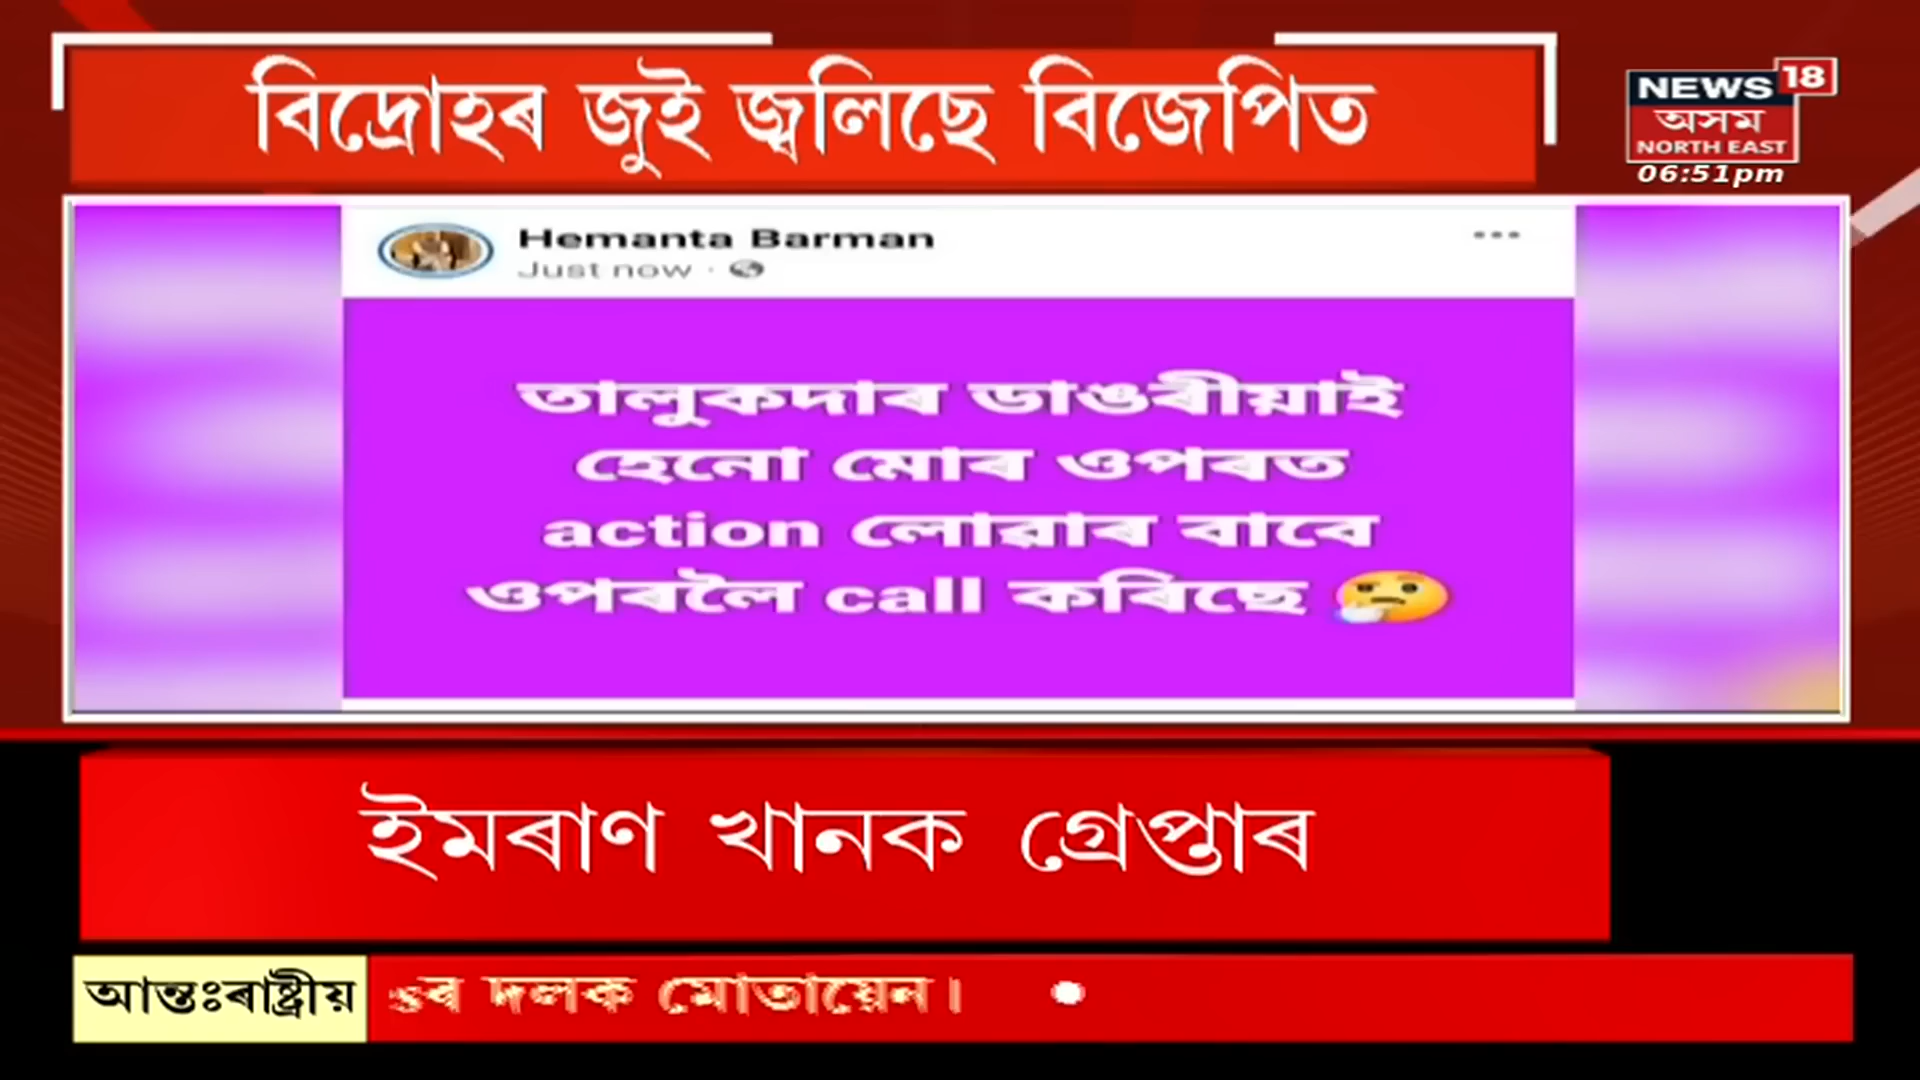 বিদ্ৰোহৰ জুই জ্বলিছে বিজেপিত
NEWS 18
অসম
NORTH EAST
06:51pm
Hemanta Barman
Just now ·
তালুকদাৰ ডাঙৰীয়াই
হেনো মোৰ ওপৰত
action লোৱাৰ বাবে
ওপৰলৈ call কৰিছে 🤔
ইমৰাণ খানক গ্ৰেপ্তাৰ
আন্তঃৰাষ্ট্ৰীয়
দলক মোতায়েন।